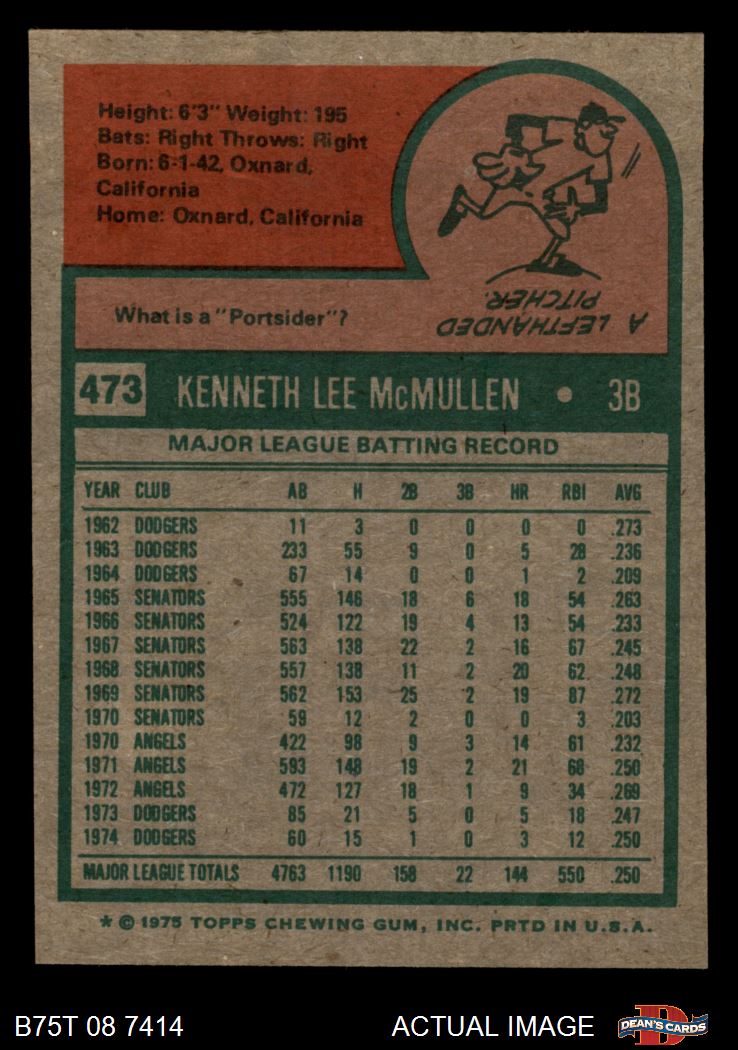 Height: 6'3" Weight: 195
Bats: Right Throws: Right
Born: 6-1-42, Oxnard,
California
Home: Oxnard, California
What is a "Portsider"?
A LEFTHANDED
PITCHER.
473 KENNETH LEE McMULLEN • 3B
MAJOR LEAGUE BATTING RECORD
YEAR CLUB AB H 2B 3B HR RBI AVG
1962 DODGERS 11 3 0 0 0 0 .273
1963 DODGERS 233 55 9 0 5 28 .236
1964 DODGERS 67 14 0 0 1 2 .209
1965 SENATORS 555 146 18 6 18 54 .263
1966 SENATORS 524 122 19 4 13 54 .233
1967 SENATORS 563 138 22 2 16 67 .245
1968 SENATORS 557 138 11 2 20 62 .248
1969 SENATORS 562 153 25 2 19 87 .272
1970 SENATORS 59 12 2 0 0 3 .203
1970 ANGELS 422 98 9 3 14 61 .232
1971 ANGELS 593 148 19 2 21 68 .250
1972 ANGELS 472 127 18 1 9 34 .269
1973 DODGERS 85 21 5 0 5 18 .247
1974 DODGERS 60 15 1 0 3 12 .250
MAJOR LEAGUE TOTALS 4763 1190 158 22 144 550 .250
* © 1975 TOPPS CHEWING GUM, INC. PRTD IN U.S.A.
B75T 08 7414 ACTUAL IMAGE D DEAN'S CARDS